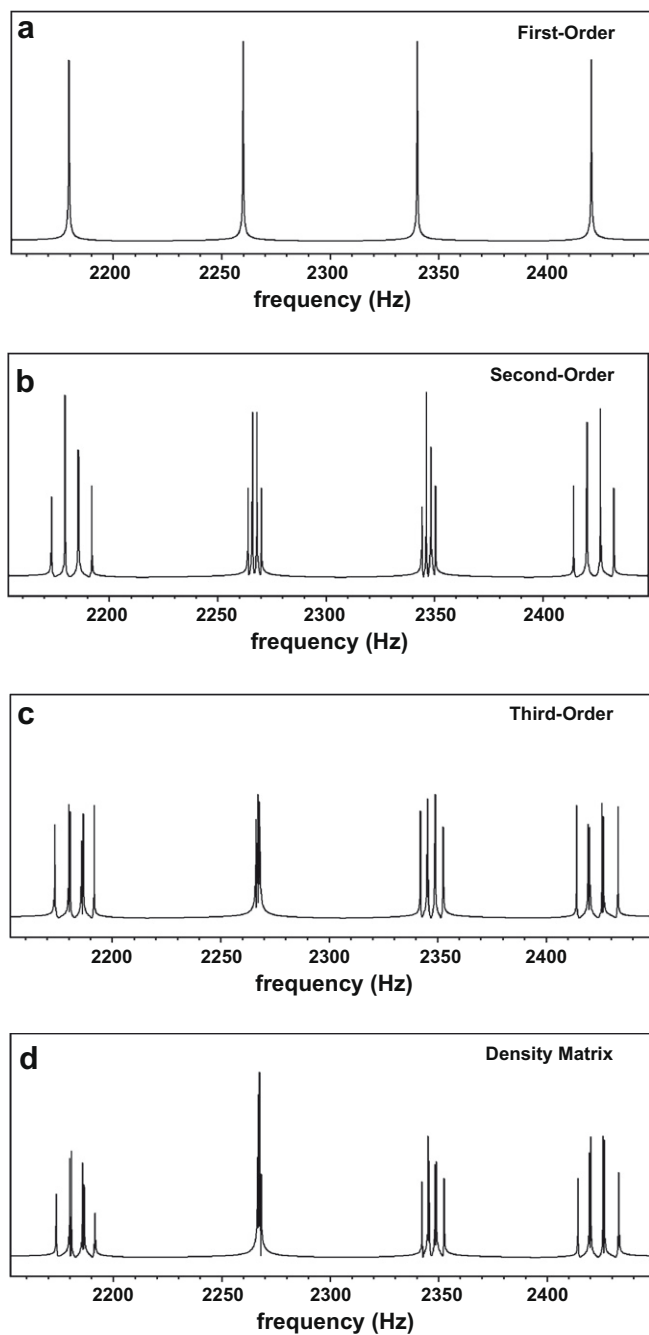 a
First-Order
2200 2250 2300 2350 2400
frequency (Hz)
b
Second-Order
2200 2250 2300 2350 2400
frequency (Hz)
c
Third-Order
2200 2250 2300 2350 2400
frequency (Hz)
d
Density Matrix
2200 2250 2300 2350 2400
frequency (Hz)